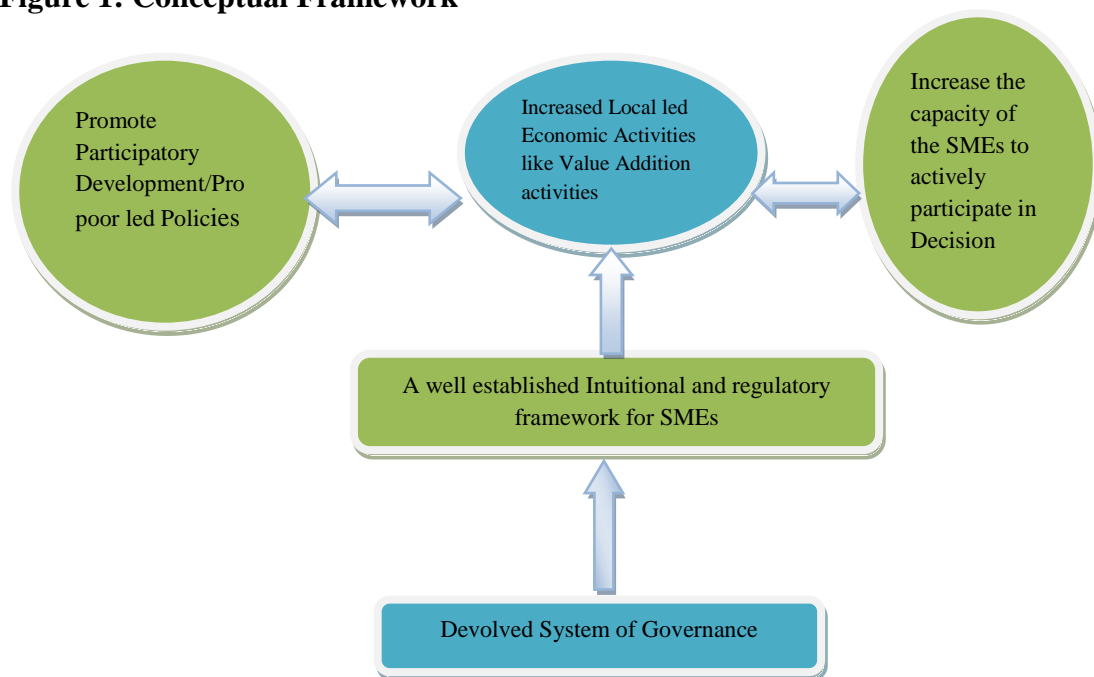 Figure 1: Conceptual Framework
Promote
Participatory
Development/Pro
poor led Policies
Increased Local led
Economic Activities
like Value Addition
activities
Increase the
capacity of
the SMEs to
actively
participate in
Decision
A well established Intuitional and regulatory
framework for SMEs
Devolved System of Governance